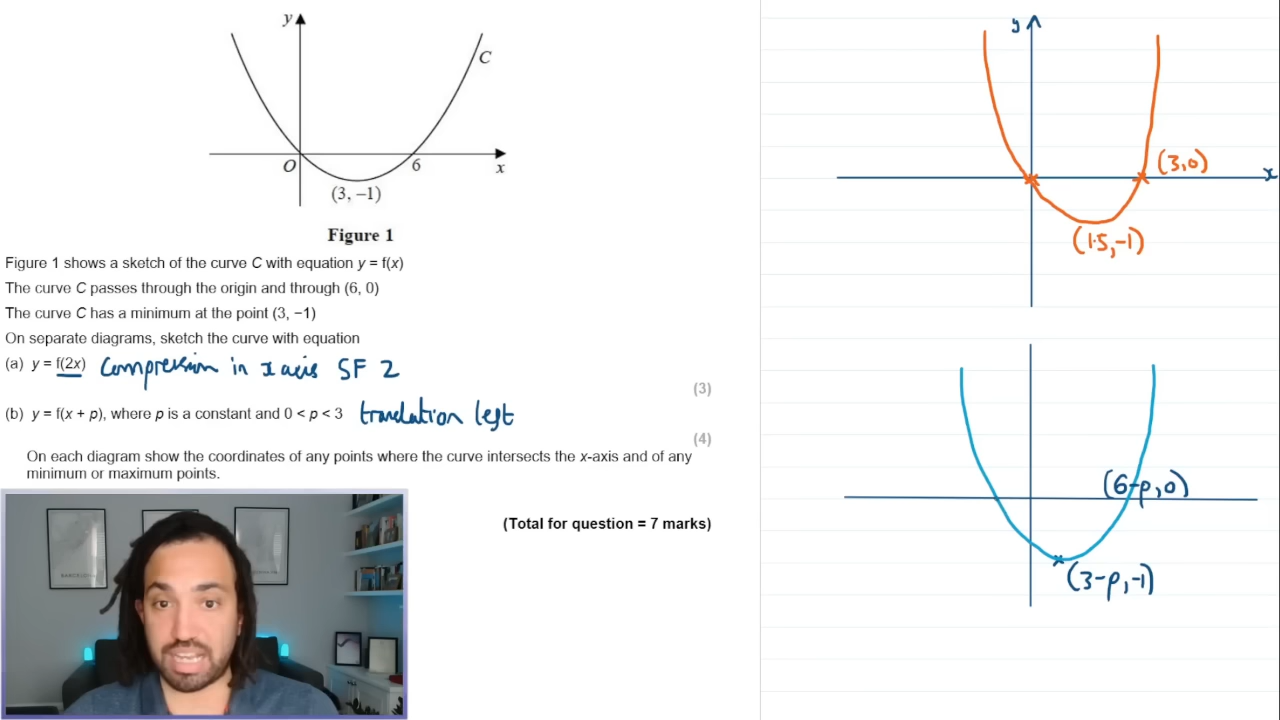 y
C
O
6
x
(3, −1)
Figure 1
Figure 1 shows a sketch of the curve C with equation y = f(x)
The curve C passes through the origin and through (6, 0)
The curve C has a minimum at the point (3, −1)
On separate diagrams, sketch the curve with equation
(a) y = f(2x) Compression in x axis SF 2
(3)
(b) y = f(x + p), where p is a constant and 0 < p < 3 translation left
(4)
On each diagram show the coordinates of any points where the curve intersects the x-axis and of any
minimum or maximum points.
(Total for question = 7 marks)
y
(3,0)
x
(1.5,-1)
(6-p,0)
(3-p,-1)